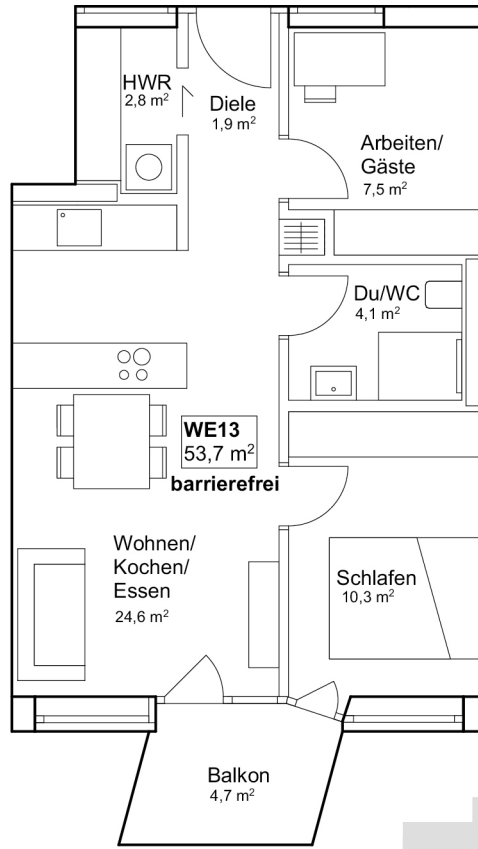 HWR
2,8 m²
Diele
1,9 m²
Arbeiten/
Gäste
7,5 m²
Du/WC
4,1 m²
WE13
53,7 m²
barrierefrei
Wohnen/
Kochen/
Essen
24,6 m²
Schlafen
10,3 m²
Balkon
4,7 m²